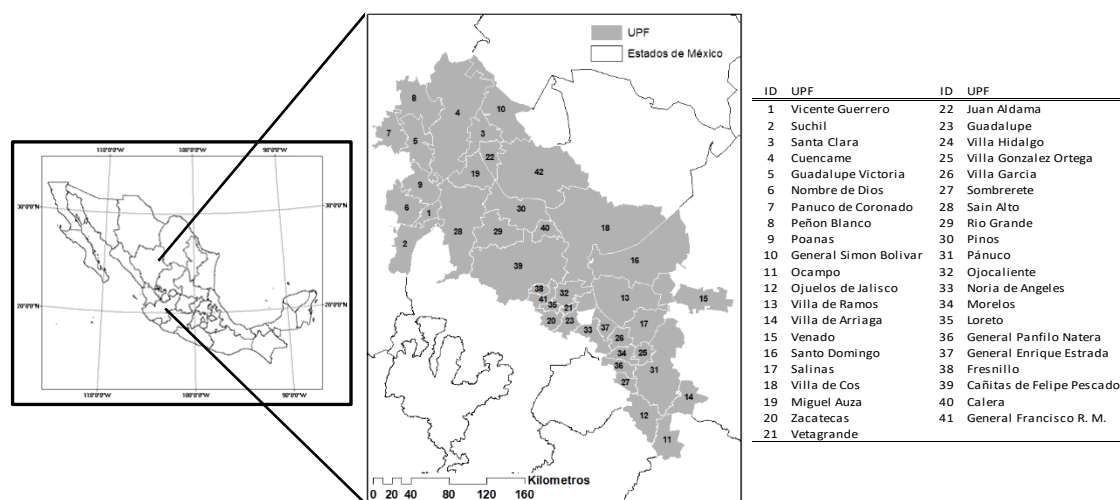 110°0'0"W 100°0'0"W 90°0'0"W
30°0'0"N 30°0'0"N
20°0'0"N 20°0'0"N
UPF
Estados de México
8
4
10
7
5
3
22
19
42
9
6
1
30
2
28
29
40
18
39
16
38
32
13
15
41
35
21
20
23
33
37
17
26
34
25
36
31
27
14
12
11
Kilometros
0 20 40 80 120 160
ID UPF ID UPF
1 Vicente Guerrero 22 Juan Aldama
2 Suchil 23 Guadalupe
3 Santa Clara 24 Villa Hidalgo
4 Cuencame 25 Villa Gonzalez Ortega
5 Guadalupe Victoria 26 Villa Garcia
6 Nombre de Dios 27 Sombrerete
7 Panuco de Coronado 28 Sain Alto
8 Peñon Blanco 29 Rio Grande
9 Poanas 30 Pinos
10 General Simon Bolivar 31 Pánuco
11 Ocampo 32 Ojocaliente
12 Ojuelos de Jalisco 33 Noria de Angeles
13 Villa de Ramos 34 Morelos
14 Villa de Arriaga 35 Loreto
15 Venado 36 General Panfilo Natera
16 Santo Domingo 37 General Enrique Estrada
17 Salinas 38 Fresnillo
18 Villa de Cos 39 Cañitas de Felipe Pescado
19 Miguel Auza 40 Calera
20 Zacatecas 41 General Francisco R. M.
21 Vetagrande